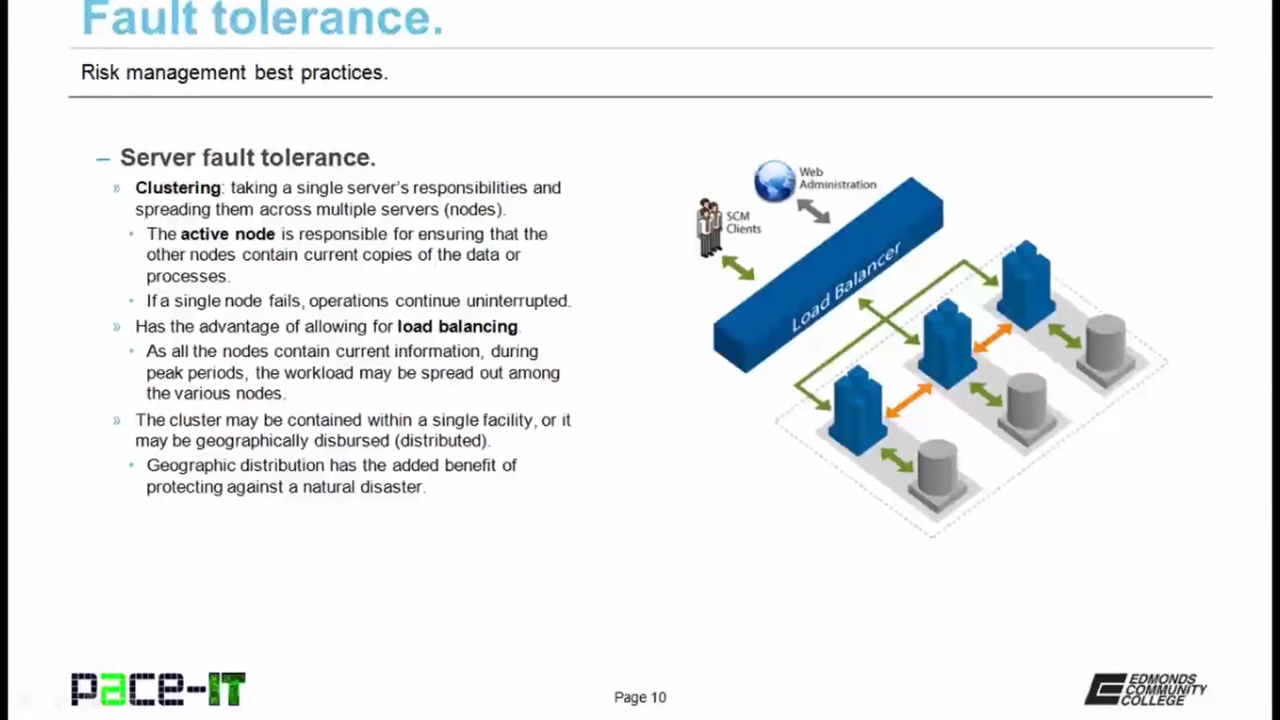 Fault tolerance.
Risk management best practices.
– Server fault tolerance.
» Clustering: taking a single server's responsibilities and
spreading them across multiple servers (nodes).
• The active node is responsible for ensuring that the
other nodes contain current copies of the data or
processes.
• If a single node fails, operations continue uninterrupted.
» Has the advantage of allowing for load balancing.
• As all the nodes contain current information, during
peak periods, the workload may be spread out among
the various nodes.
» The cluster may be contained within a single facility, or it
may be geographically disbursed (distributed).
• Geographic distribution has the added benefit of
protecting against a natural disaster.
Web
Administration
SCM
Clients
Load Balancer
pace-IT
Page 10
EDMONDS
COMMUNITY
COLLEGE